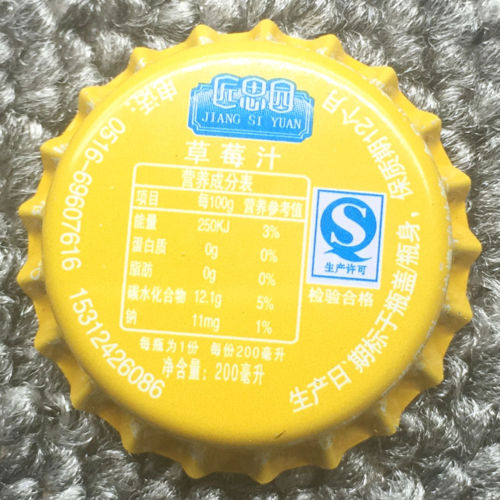 匠思园
JIANG SI YUAN
草莓汁
营养成分表
项目 每100g 营养参考值
能量 250KJ 3%
蛋白质 0g 0%
脂肪 0g 0%
碳水化合物 12.1g 5%
钠 11mg 1%
每瓶为1份 每份200毫升
净含量：200毫升
生产许可
检验合格
电话：0516-69607616 15312426086
生产日期标于瓶盖/瓶身，保质期12个月